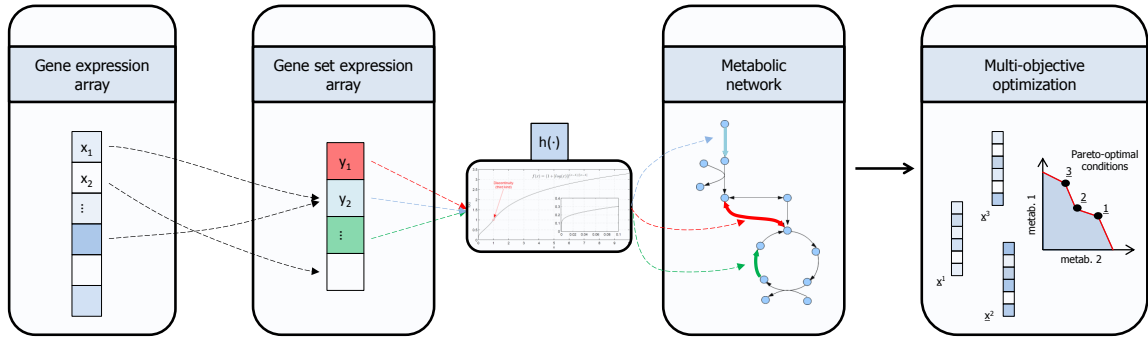 Gene expression
array
x1
x2
⋮
Gene set expression
array
y1
y2
⋮
h(·)
Metabolic
network
Multi-objective
optimization
x3
x1
x2
Pareto-optimal
conditions
3
2
1
metab. 1
metab. 2